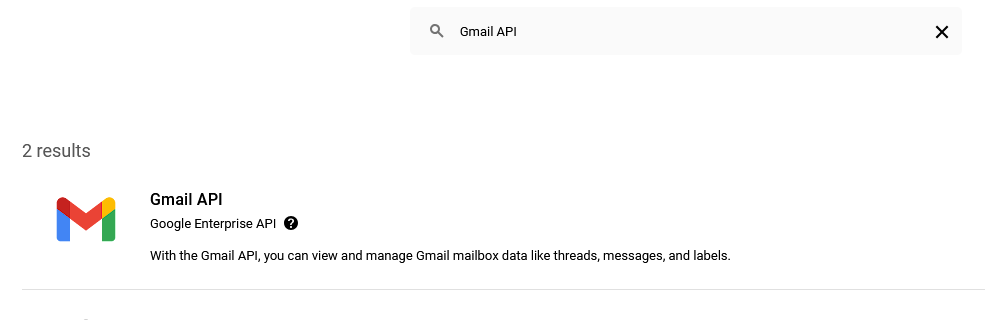 Gmail API
2 results
Gmail API
Google Enterprise API
With the Gmail API, you can view and manage Gmail mailbox data like threads, messages, and labels.